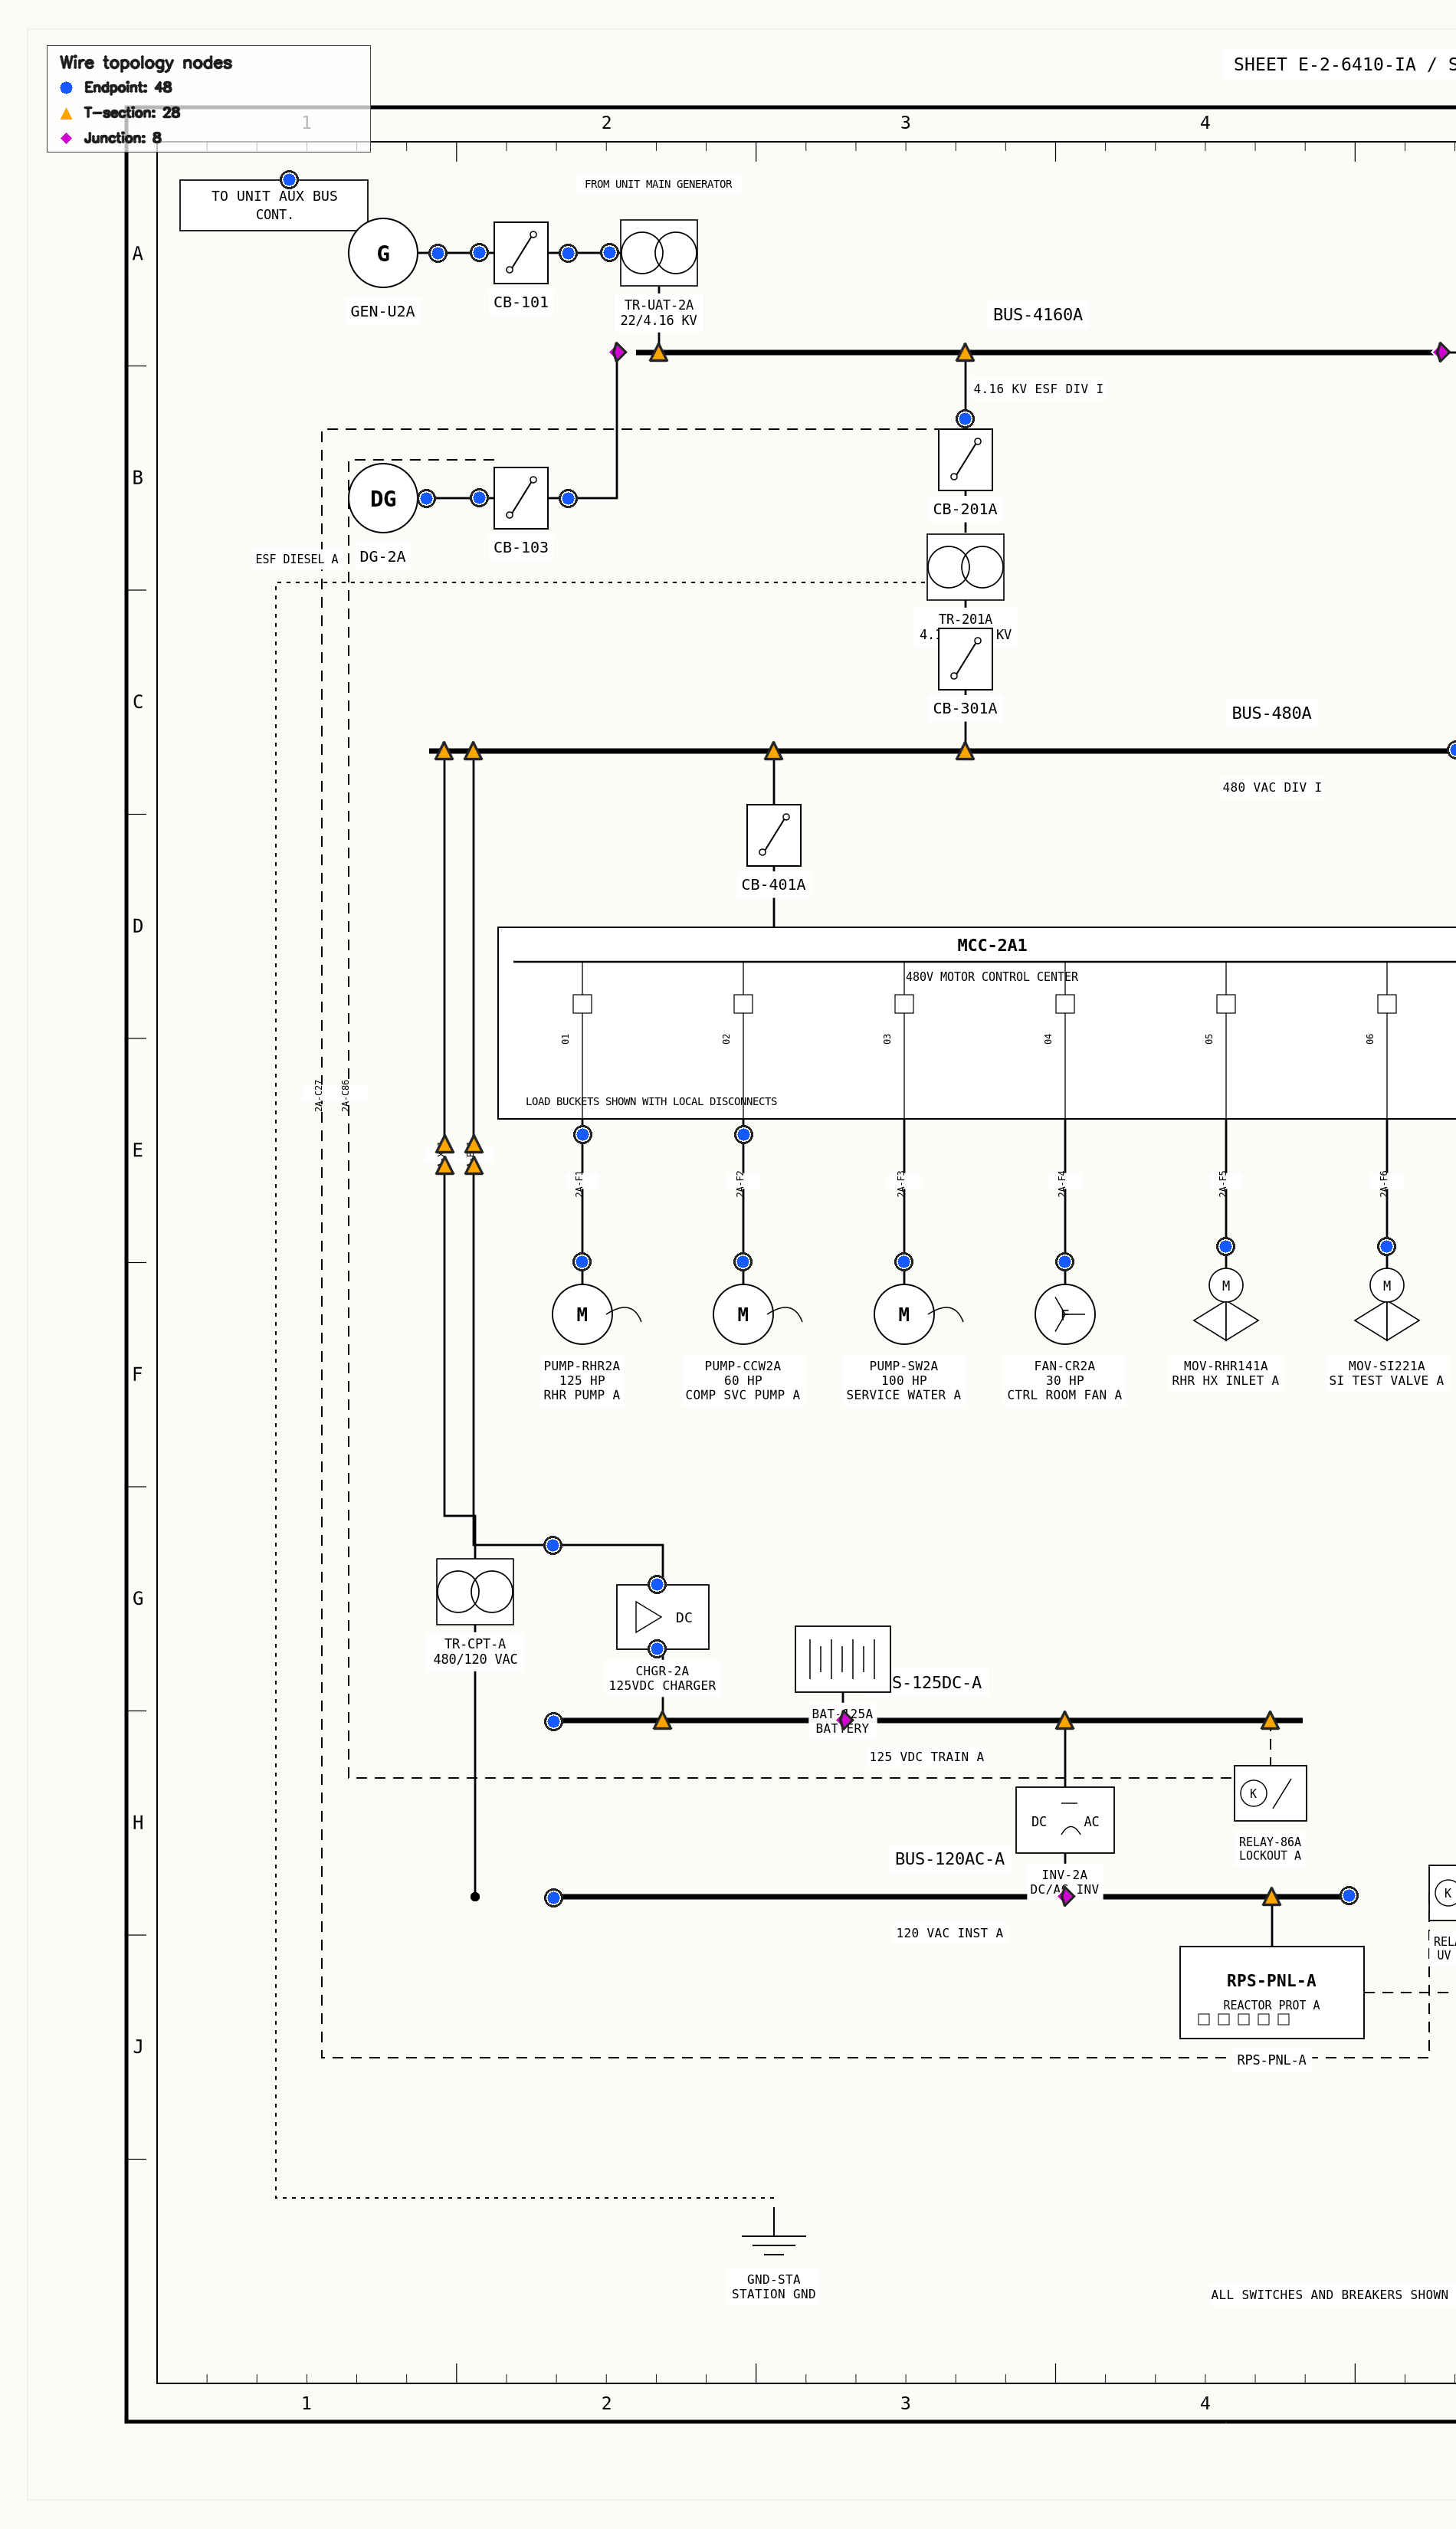 Wire topology nodes
Endpoint: 48
T-section: 28
Junction: 8
SHEET E-2-6410-IA / S
1
2
3
4
TO UNIT AUX BUS
CONT.
FROM UNIT MAIN GENERATOR
A
G
GEN-U2A
CB-101
TR-UAT-2A
22/4.16 KV
BUS-4160A
4.16 KV ESF DIV I
B
DG
DG-2A
CB-103
CB-201A
ESF DIESEL A
TR-201A
KV
C
CB-301A
BUS-480A
480 VAC DIV I
CB-401A
D
MCC-2A1
480V MOTOR CONTROL CENTER
01
02
03
04
05
06
LOAD BUCKETS SHOWN WITH LOCAL DISCONNECTS
2A-C27
2A-C86
E
2A-F1
2A-F2
2A-F3
2A-F4
2A-F5
2A-F6
M
M
M
F
M
M
F
PUMP-RHR2A
125 HP
RHR PUMP A
PUMP-CCW2A
60 HP
COMP SVC PUMP A
PUMP-SW2A
100 HP
SERVICE WATER A
FAN-CR2A
30 HP
CTRL ROOM FAN A
MOV-RHR141A
RHR HX INLET A
MOV-SI221A
SI TEST VALVE A
G
DC
TR-CPT-A
480/120 VAC
CHGR-2A
125VDC CHARGER
S-125DC-A
BATTERY
125 VDC TRAIN A
H
DC AC
K
RELAY-86A
LOCKOUT A
BUS-120AC-A
INV-2A
DC/AC INV
K
120 VAC INST A
RELA
UV
RPS-PNL-A
REACTOR PROT A
J
RPS-PNL-A
GND-STA
STATION GND
ALL SWITCHES AND BREAKERS SHOWN
1
2
3
4